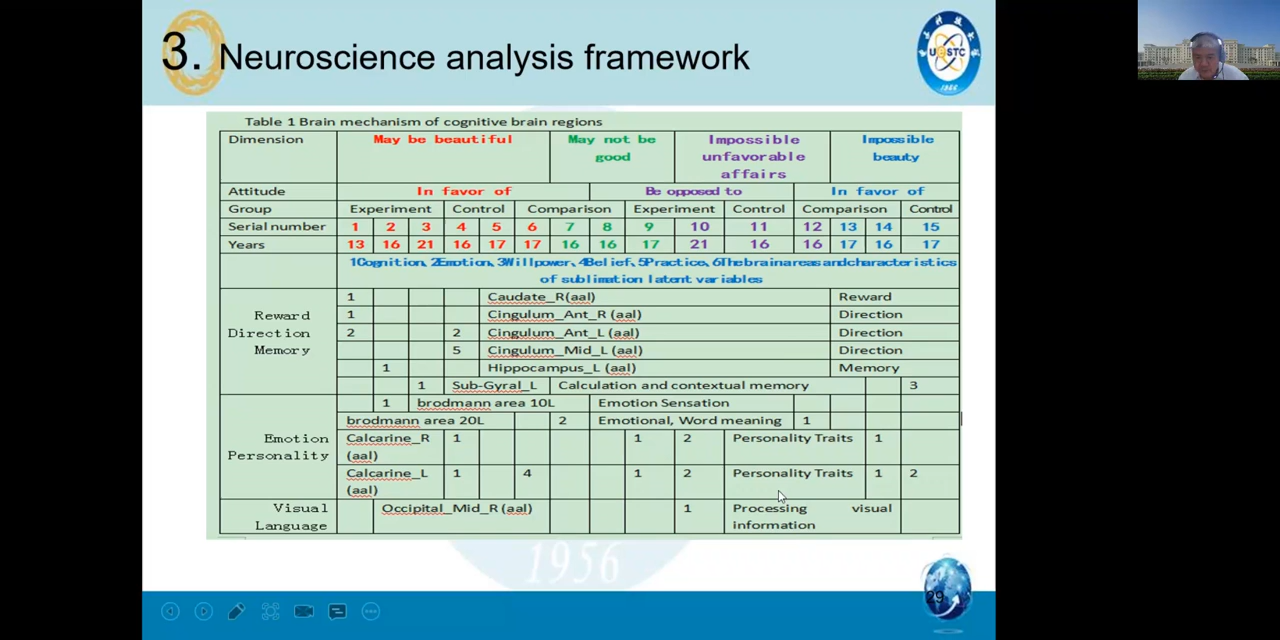 3. Neuroscience analysis framework
UESTC
1956
Table 1 Brain mechanism of cognitive brain regions
Dimension May be beautiful May not be good Impossible unfavorable affairs Impossible beauty
Attitude In favor of Be opposed to In favor of
Group Experiment Control Comparison Experiment Control Comparison Control
Serial number 1 2 3 4 5 6 7 8 9 10 11 12 13 14 15
Years 13 16 21 16 17 17 16 16 17 21 16 16 17 16 17
1Cognition、2Emotion、3Willpower、4Belief、5Practice、6The brain areas and characteristics
of sublimation latent variables
Reward Direction Memory
1 Caudate_R(aal) Reward
1 Cingulum_Ant_R (aal) Direction
2 2 Cingulum_Ant_L (aal) Direction
5 Cingulum_Mid_L (aal) Direction
1 Hippocampus_L (aal) Memory
1 Sub-Gyral_L Calculation and contextual memory 3
Emotion Personality
1 brodmann area 10L Emotion Sensation
brodmann area 20L 2 Emotional, Word meaning 1
Calcarine_R (aal) 1 1 2 Personality Traits 1
Calcarine_L (aal) 1 4 1 2 Personality Traits 1 2
Visual Language
Occipital_Mid_R (aal) 1 Processing visual information
1956
29